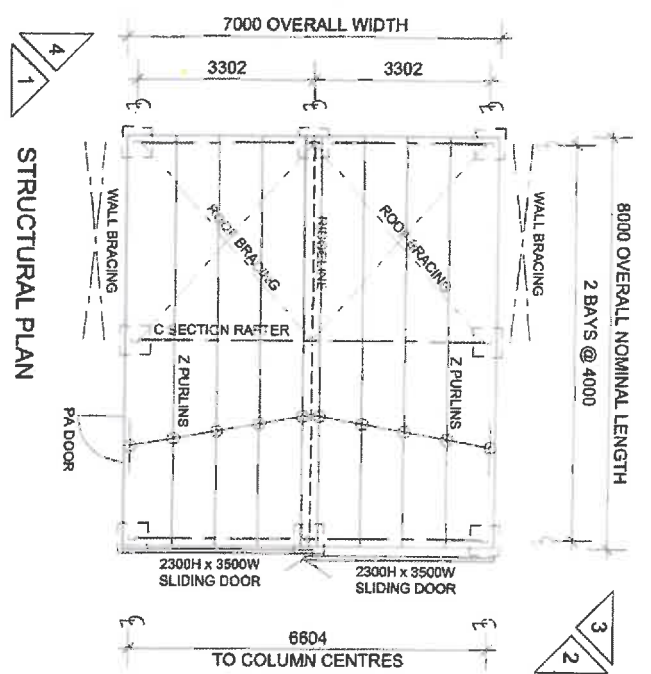 7000 OVERALL WIDTH
3302
3302
4
1
STRUCTURAL PLAN
WALL BRACING
ROOF BRACING
RIDGELINE
ROOF BRACING
WALL BRACING
8000 OVERALL NOMINAL LENGTH
2 BAYS @ 4000
C SECTION RAFTER
Z PURLINS
Z PURLINS
PA DOOR
2300H x 3500W
SLIDING DOOR
2300H x 3500W
SLIDING DOOR
3
2
6604
TO COLUMN CENTRES